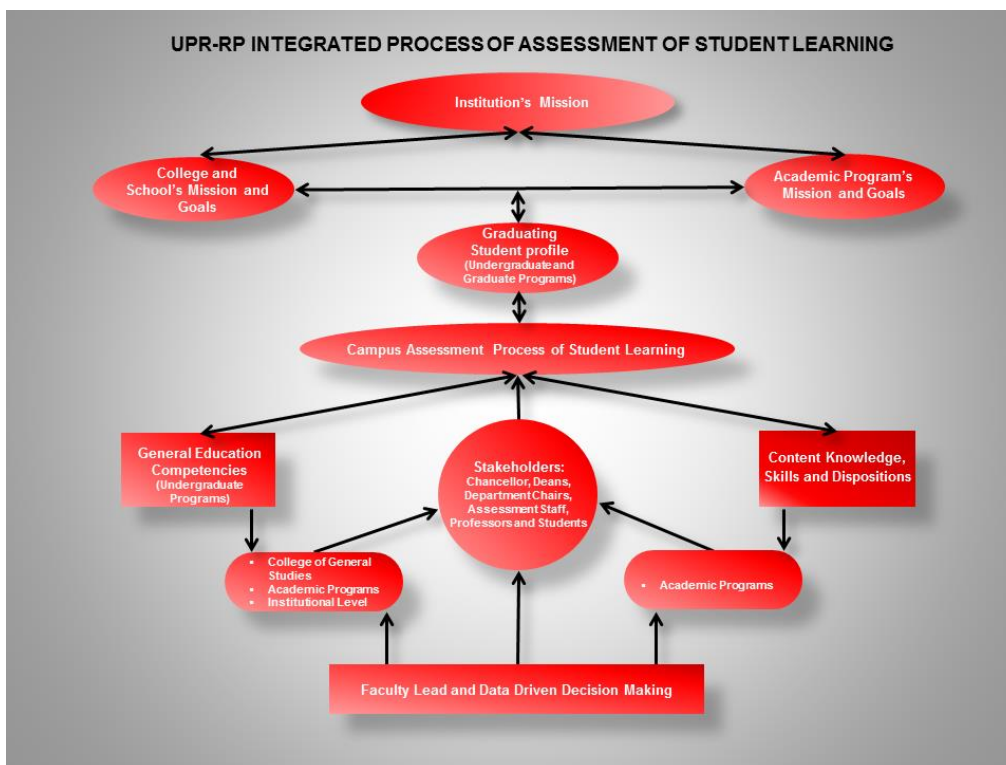 UPR-RP INTEGRATED PROCESS OF ASSESSMENT OF STUDENT LEARNING
Institution's Mission
College and
School's Mission and
Goals
Academic Program's
Mission and Goals
Graduating
Student profile
(Undergraduate and
Graduate Programs)
Campus Assessment Process of Student Learning
General Education
Competencies
(Undergraduate
Programs)
Stakeholders:
Chancellor, Deans,
Department Chairs,
Assessment Staff,
Professors and Students
Content Knowledge,
Skills and Dispositions
▪ College of General
Studies
▪ Academic Programs
▪ Institutional Level
▪ Academic Programs
Faculty Lead and Data Driven Decision Making